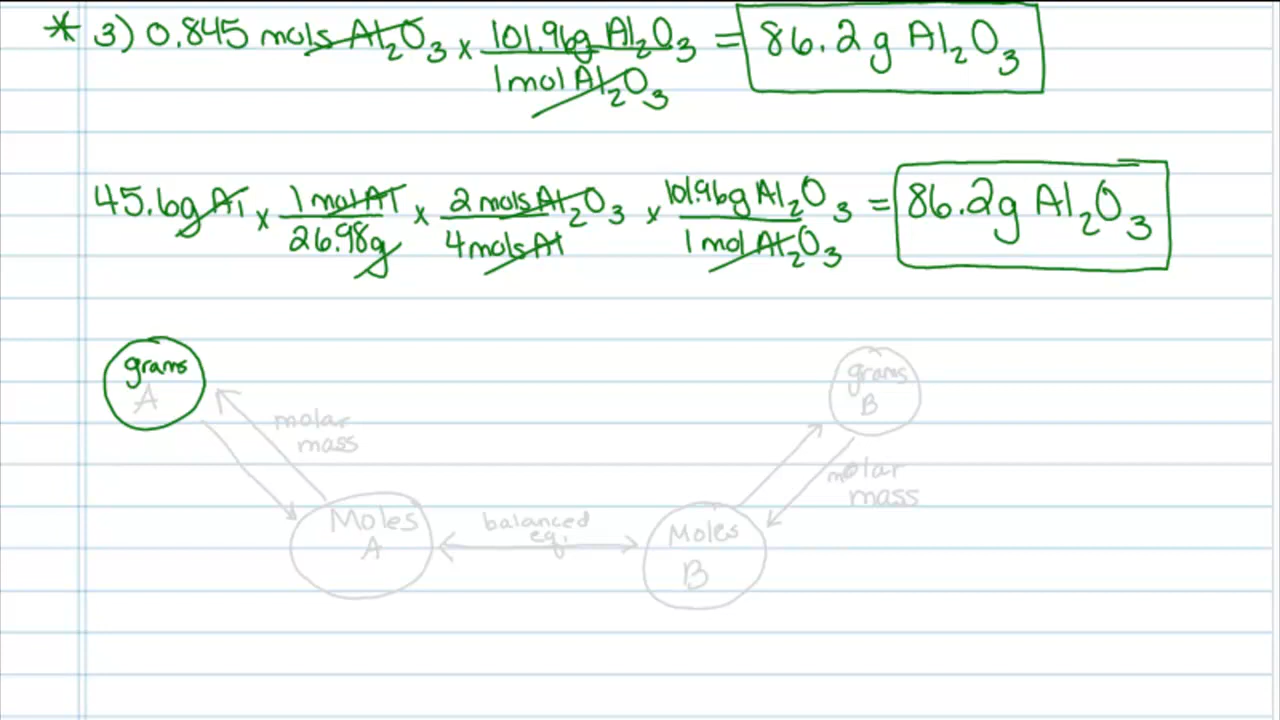 * 3) 0.845 mols Al₂O₃ x 101.96g Al₂O₃ / 1 mol Al₂O₃ = 86.2g Al₂O₃
45.6g Al x 1 mol Al / 26.98g x 2 mols Al₂O₃ / 4 mols Al x 101.96g Al₂O₃ / 1 mol Al₂O₃ = 86.2g Al₂O₃
grams
A
molar
mass
Moles
A
balanced
eq.
Moles
B
molar
mass
grams
B